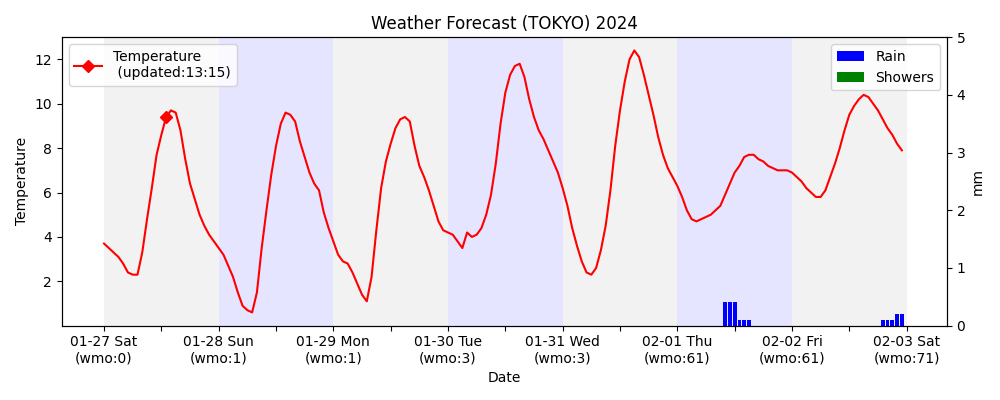 Weather Forecast (TOKYO) 2024
Temperature
(updated:13:15)
Rain
Showers
Temperature
12
10
8
6
4
2
5
4
3
2
1
0
mm
01-27 Sat
(wmo:0)
01-28 Sun
(wmo:1)
01-29 Mon
(wmo:1)
01-30 Tue
(wmo:3)
01-31 Wed
(wmo:3)
02-01 Thu
(wmo:61)
02-02 Fri
(wmo:61)
02-03 Sat
(wmo:71)
Date